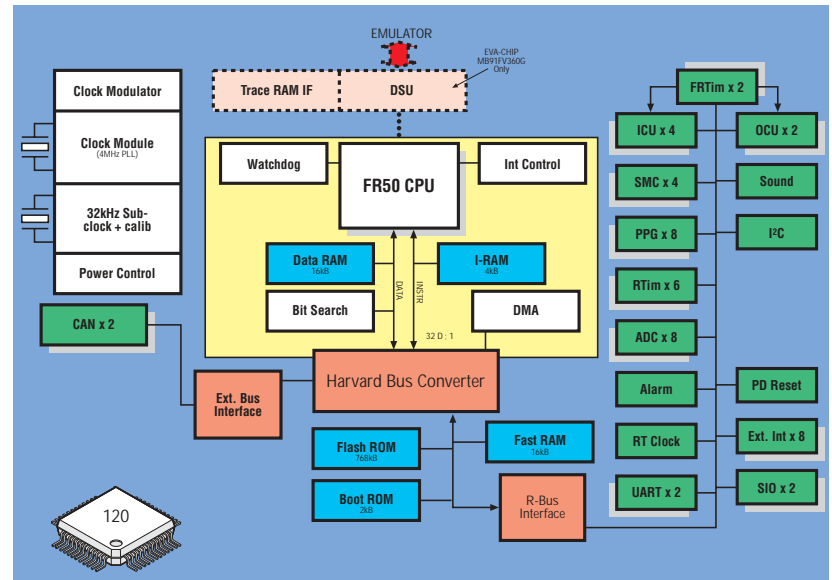 EMULATOR
EVA-CHIP
MB91FV360G
Only
Trace RAM IF
DSU
Clock Modulator
Clock Module
(4MHz PLL)
32kHz Sub-
clock + calib
Power Control
Watchdog
FR50 CPU
Int Control
Data RAM
16kB
I-RAM
4kB
DATA
INSTR
Bit Search
DMA
32 D : 1
CAN x 2
Ext. Bus
Interface
Harvard Bus Converter
Flash ROM
768kB
Fast RAM
16kB
Boot ROM
2kB
R-Bus
Interface
120
FRTim x 2
ICU x 4
OCU x 2
SMC x 4
Sound
PPG x 8
I²C
RTim x 6
ADC x 8
Alarm
PD Reset
RT Clock
Ext. Int x 8
UART x 2
SIO x 2